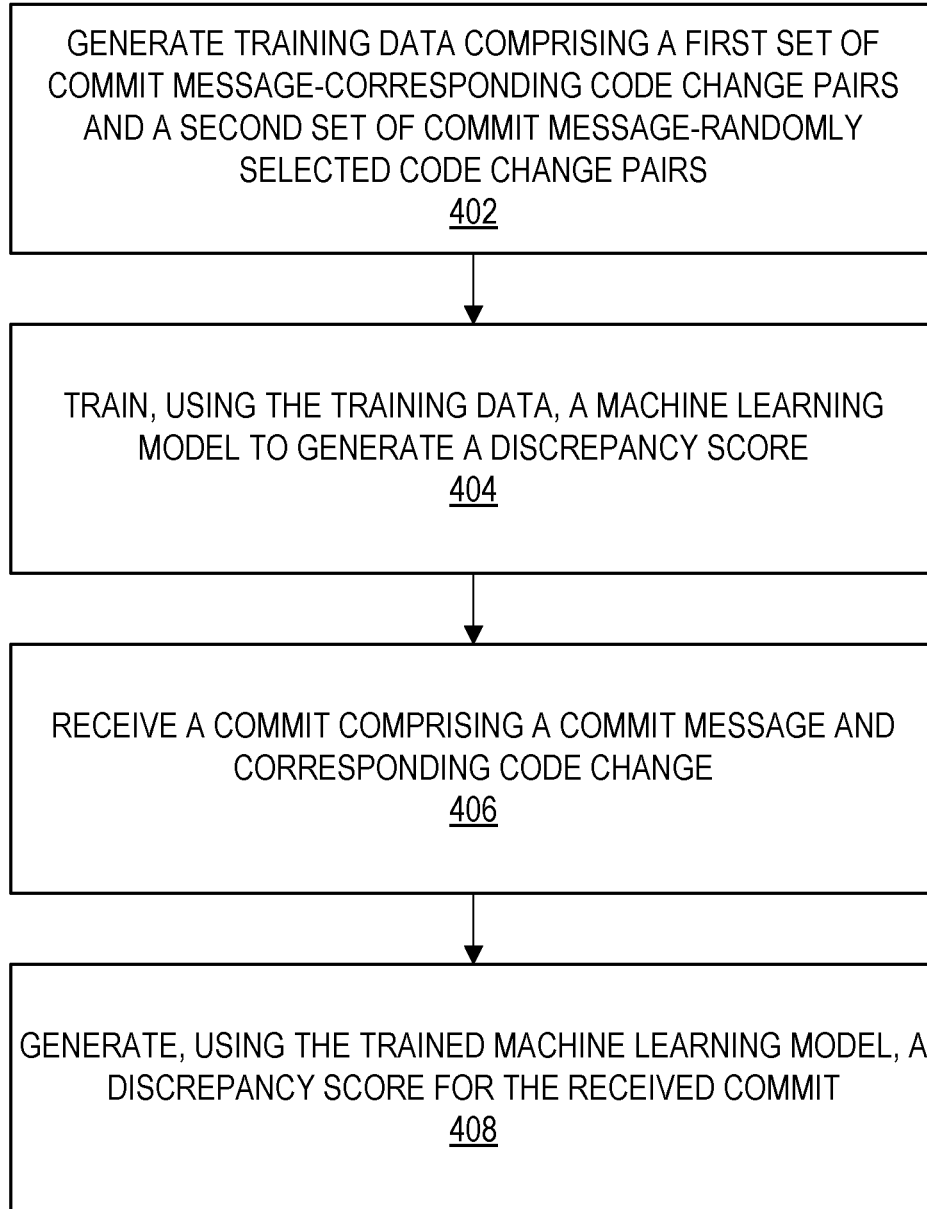 GENERATE TRAINING DATA COMPRISING A FIRST SET OF
COMMIT MESSAGE-CORRESPONDING CODE CHANGE PAIRS
AND A SECOND SET OF COMMIT MESSAGE-RANDOMLY
SELECTED CODE CHANGE PAIRS
402
TRAIN, USING THE TRAINING DATA, A MACHINE LEARNING
MODEL TO GENERATE A DISCREPANCY SCORE
404
RECEIVE A COMMIT COMPRISING A COMMIT MESSAGE AND
CORRESPONDING CODE CHANGE
406
GENERATE, USING THE TRAINED MACHINE LEARNING MODEL, A
DISCREPANCY SCORE FOR THE RECEIVED COMMIT
408